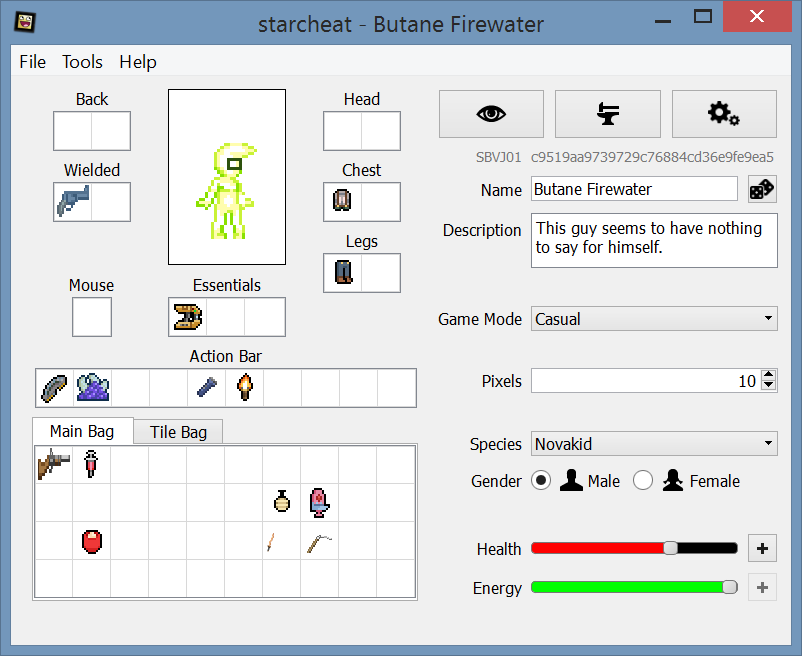 starcheat - Butane Firewater
File Tools Help
Back
Head
Wielded
Chest
Legs
Mouse
Essentials
Action Bar
Main Bag
Tile Bag
SBVJ01 c9519aa9739729c76884cd36e9fe9ea5
Name Butane Firewater
Description This guy seems to have nothing
to say for himself.
Game Mode Casual
Pixels 10
Species Novakid
Gender Male Female
Health +
Energy +